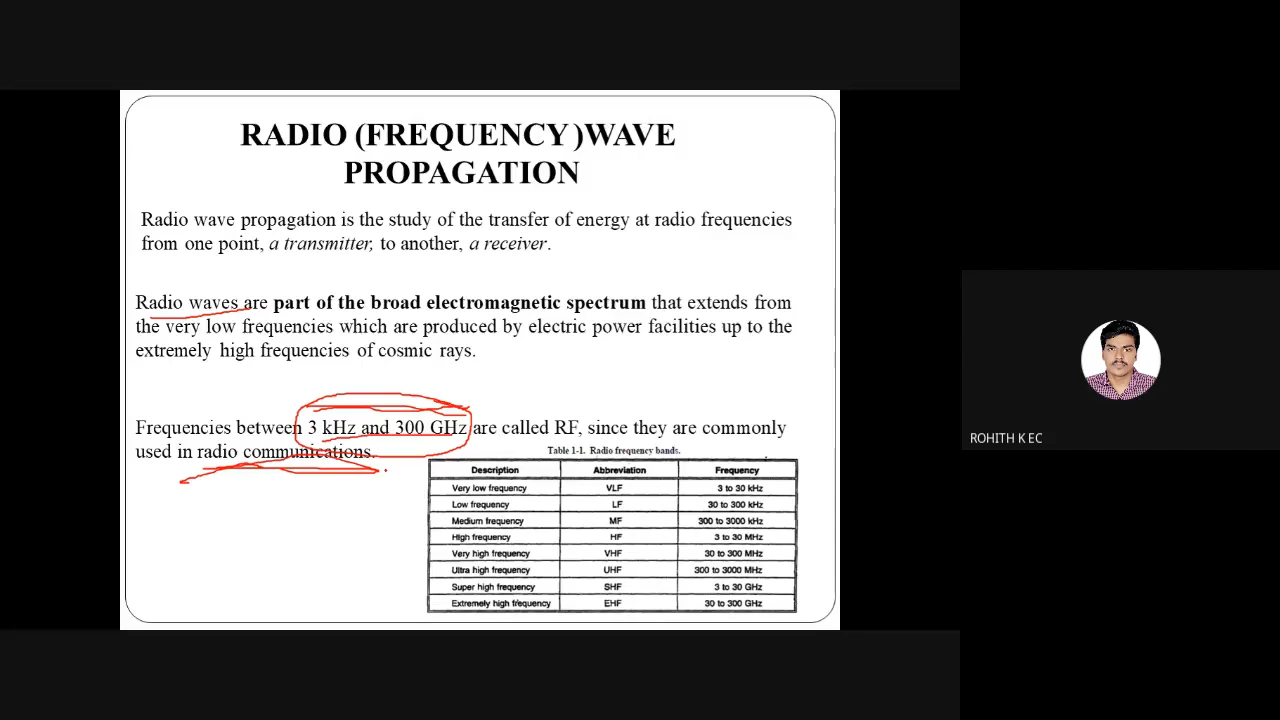 RADIO (FREQUENCY )WAVE
PROPAGATION
Radio wave propagation is the study of the transfer of energy at radio frequencies
from one point, a transmitter, to another, a receiver.
Radio waves are part of the broad electromagnetic spectrum that extends from
the very low frequencies which are produced by electric power facilities up to the
extremely high frequencies of cosmic rays.
Frequencies between 3 kHz and 300 GHz are called RF, since they are commonly
used in radio communications.
Table 1-1. Radio frequency bands.
Description Abbreviation Frequency
Very low frequency VLF 3 to 30 kHz
Low frequency LF 30 to 300 kHz
Medium frequency MF 300 to 3000 kHz
High frequency HF 3 to 30 MHz
Very high frequency VHF 30 to 300 MHz
Ultra high frequency UHF 300 to 3000 MHz
Super high frequency SHF 3 to 30 GHz
Extremely high frequency EHF 30 to 300 GHz
ROHITH K EC